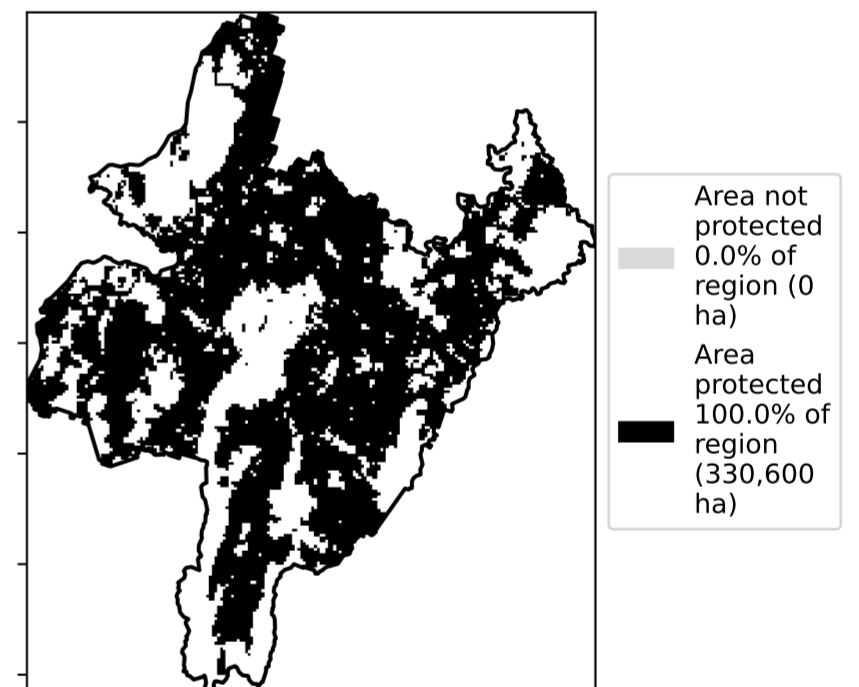 Area not
protected
0.0% of
region (0
ha)
Area
protected
100.0% of
region
(330,600
ha)